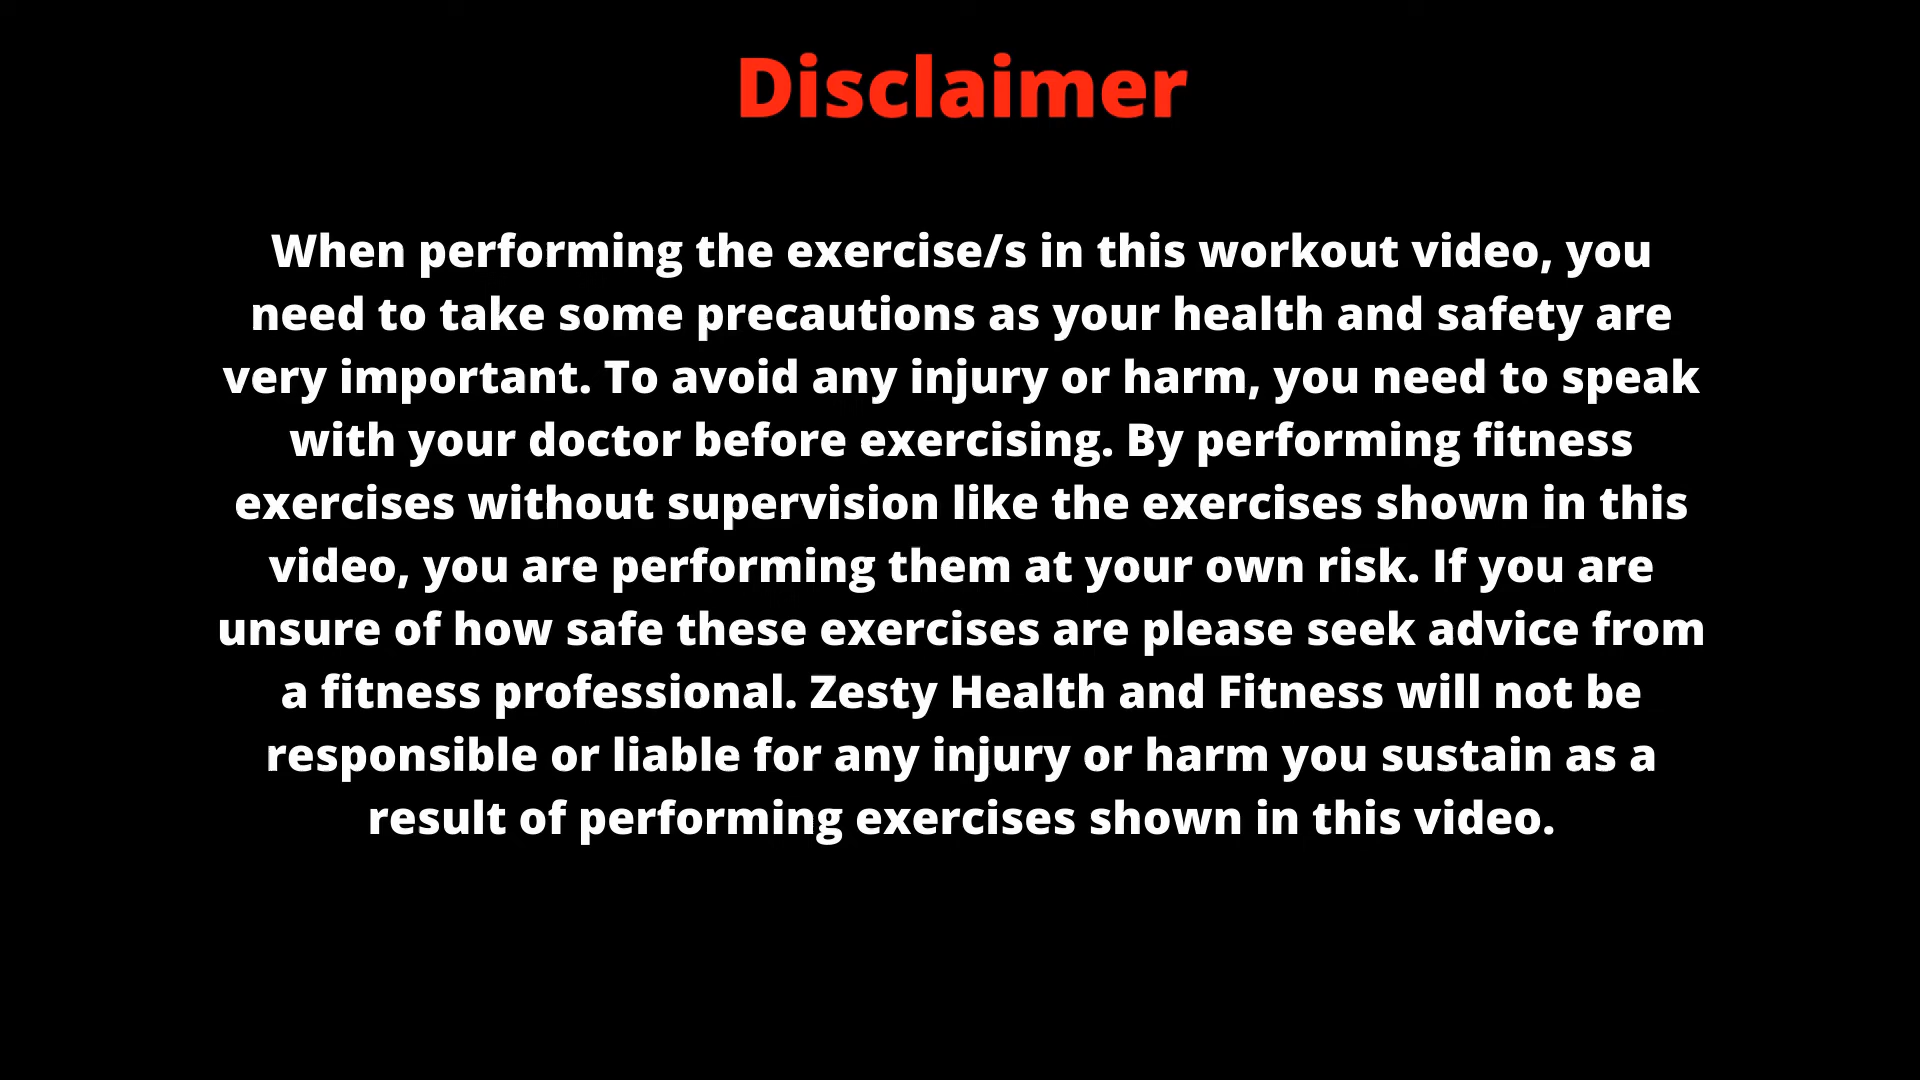 Disclaimer
When performing the exercise/s in this workout video, you
need to take some precautions as your health and safety are
very important. To avoid any injury or harm, you need to speak
with your doctor before exercising. By performing fitness
exercises without supervision like the exercises shown in this
video, you are performing them at your own risk. If you are
unsure of how safe these exercises are please seek advice from
a fitness professional. Zesty Health and Fitness will not be
responsible or liable for any injury or harm you sustain as a
result of performing exercises shown in this video.